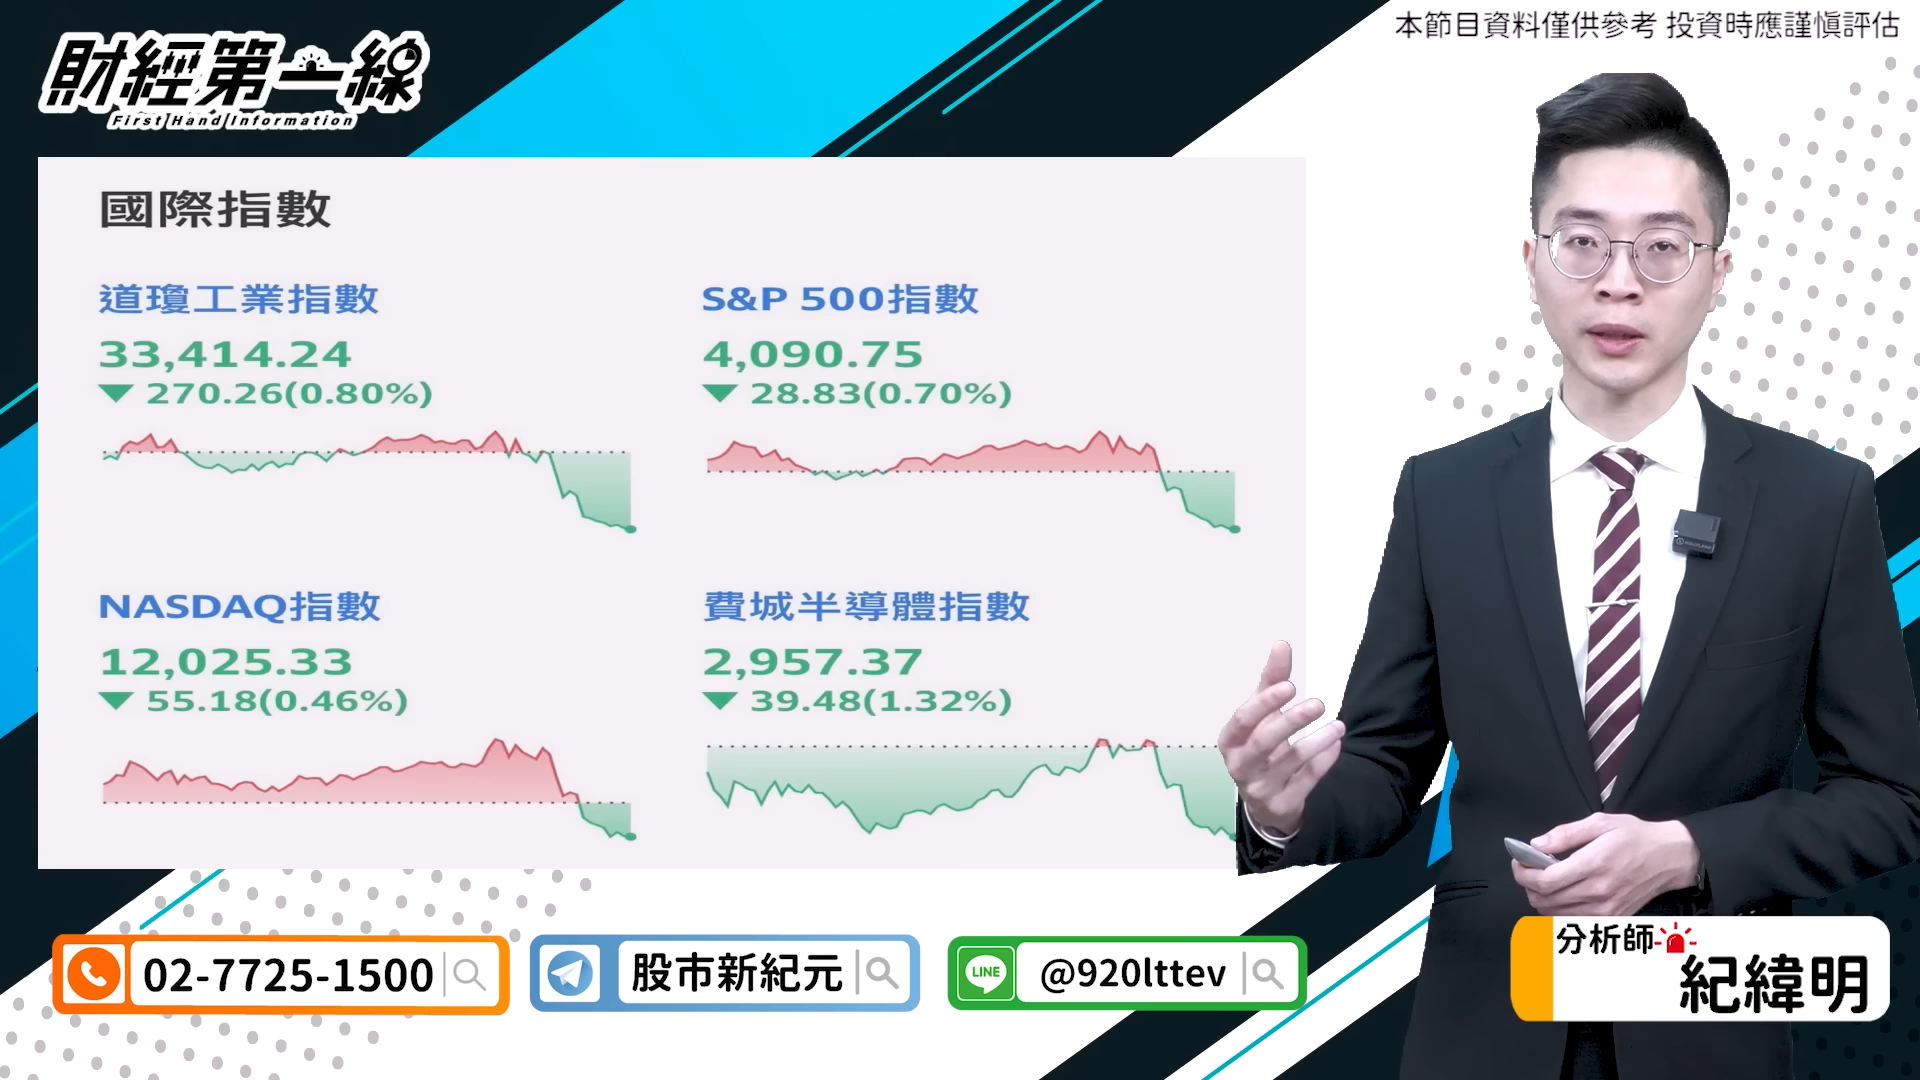 財經第一線
First Hand Information
本節目資料僅供參考 投資時應謹慎評估
國際指數
道瓊工業指數
33,414.24
▼ 270.26(0.80%)
S&P 500指數
4,090.75
▼ 28.83(0.70%)
NASDAQ指數
12,025.33
▼ 55.18(0.46%)
費城半導體指數
2,957.37
▼ 39.48(1.32%)
02-7725-1500
股市新紀元
LINE
@920lttev
分析師
紀緯明